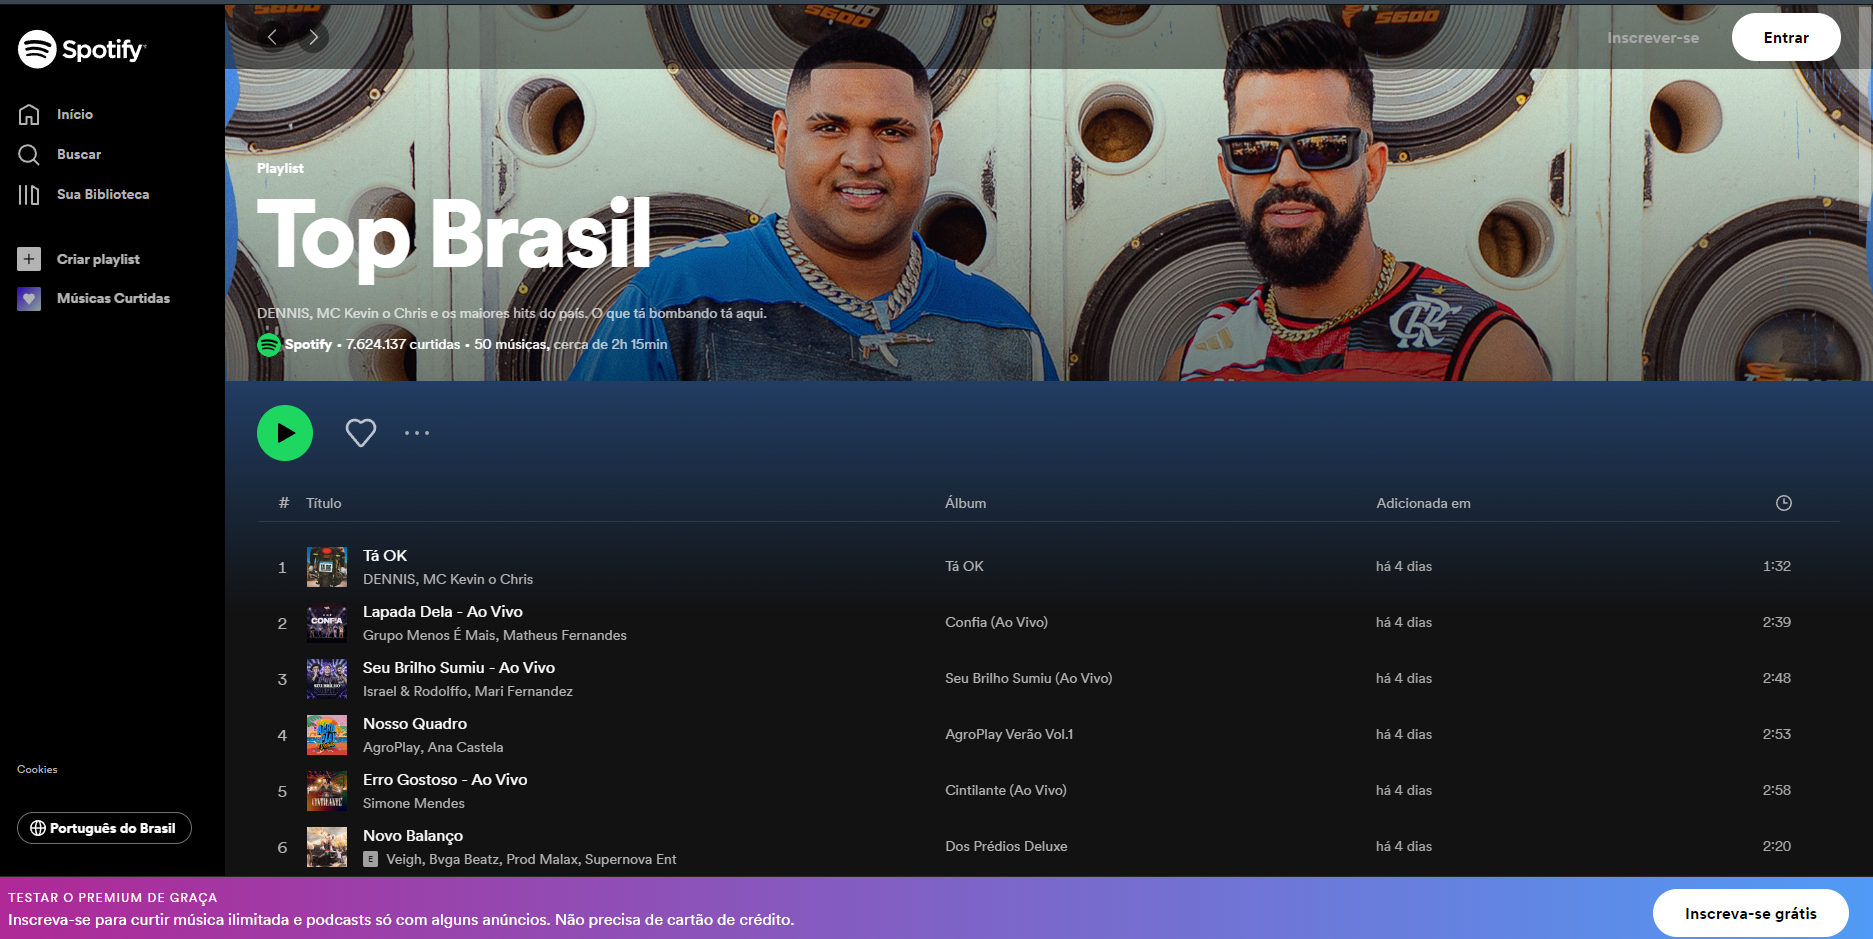 Spotify
Início
Buscar
Sua Biblioteca
Criar playlist
Músicas Curtidas
Cookies
Português do Brasil
S600
S600
Inscrever-se
Entrar
Playlist
Top Brasil
DENNIS, MC Kevin o Chris e os maiores hits do país. O que tá bombando tá aqui.
Spotify • 7.624.137 curtidas • 50 músicas, cerca de 2h 15min
# Título Álbum Adicionada em
1 Tá OK Tá OK há 4 dias 1:32
DENNIS, MC Kevin o Chris
2 Lapada Dela - Ao Vivo Confia (Ao Vivo) há 4 dias 2:39
CONFIA
Grupo Menos É Mais, Matheus Fernandes
3 Seu Brilho Sumiu - Ao Vivo Seu Brilho Sumiu (Ao Vivo) há 4 dias 2:48
Israel & Rodolffo, Mari Fernandez
4 Nosso Quadro AgroPlay Verão Vol.1 há 4 dias 2:53
AgroPlay, Ana Castela
5 Erro Gostoso - Ao Vivo Cintilante (Ao Vivo) há 4 dias 2:58
CINTILANTE
Simone Mendes
6 Novo Balanço Dos Prédios Deluxe há 4 dias 2:20
E Veigh, Bvga Beatz, Prod Malax, Supernova Ent
TESTAR O PREMIUM DE GRAÇA
Inscreva-se para curtir música ilimitada e podcasts só com alguns anúncios. Não precisa de cartão de crédito.
Inscreva-se grátis